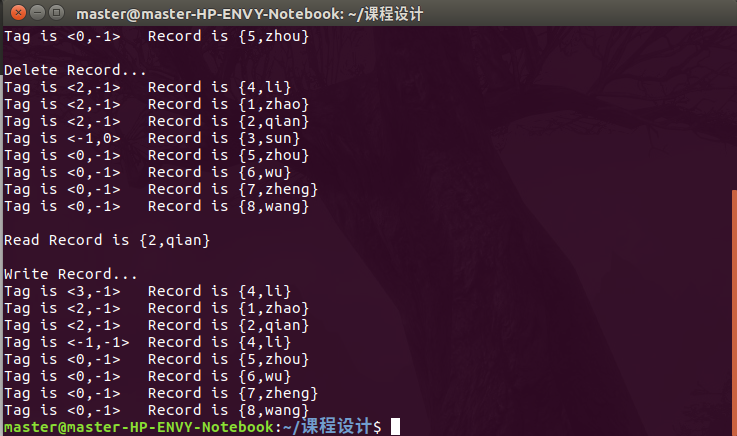 master@master-HP-ENVY-Notebook: ~/课程设计
Tag is <0,-1>   Record is {5,zhou}
Delete Record...
Tag is <2,-1>   Record is {4,li}
Tag is <2,-1>   Record is {1,zhao}
Tag is <2,-1>   Record is {2,qian}
Tag is <-1,0>   Record is {3,sun}
Tag is <0,-1>   Record is {5,zhou}
Tag is <0,-1>   Record is {6,wu}
Tag is <0,-1>   Record is {7,zheng}
Tag is <0,-1>   Record is {8,wang}
Read Record is {2,qian}
Write Record...
Tag is <3,-1>   Record is {4,li}
Tag is <2,-1>   Record is {1,zhao}
Tag is <2,-1>   Record is {2,qian}
Tag is <-1,-1>  Record is {4,li}
Tag is <0,-1>   Record is {5,zhou}
Tag is <0,-1>   Record is {6,wu}
Tag is <0,-1>   Record is {7,zheng}
Tag is <0,-1>   Record is {8,wang}
master@master-HP-ENVY-Notebook:~/课程设计$